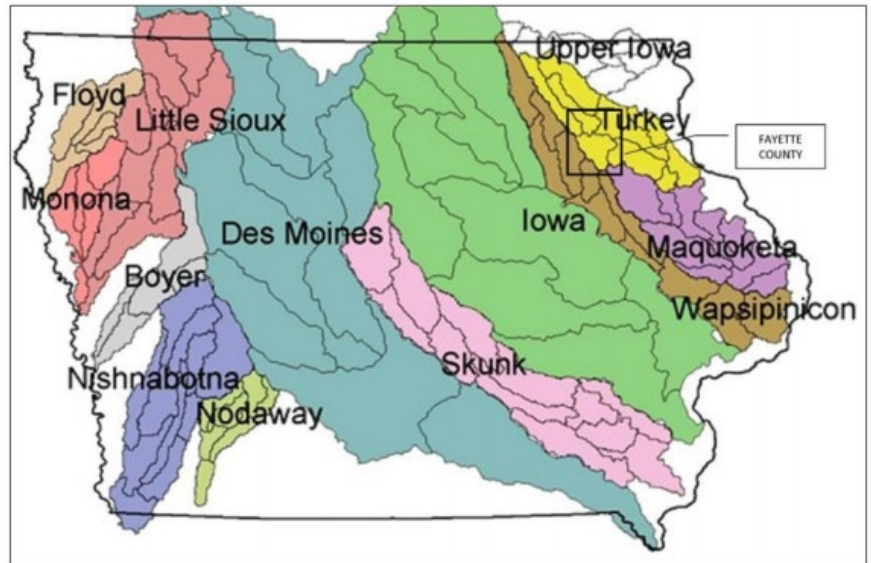 Upper Iowa
Floyd
Little Sioux
Turkey
FAYETTE
COUNTY
Monona
Des Moines
Iowa
Maquoketa
Boyer
Wapsipinicon
Skunk
Nishnabotna
Nodaway